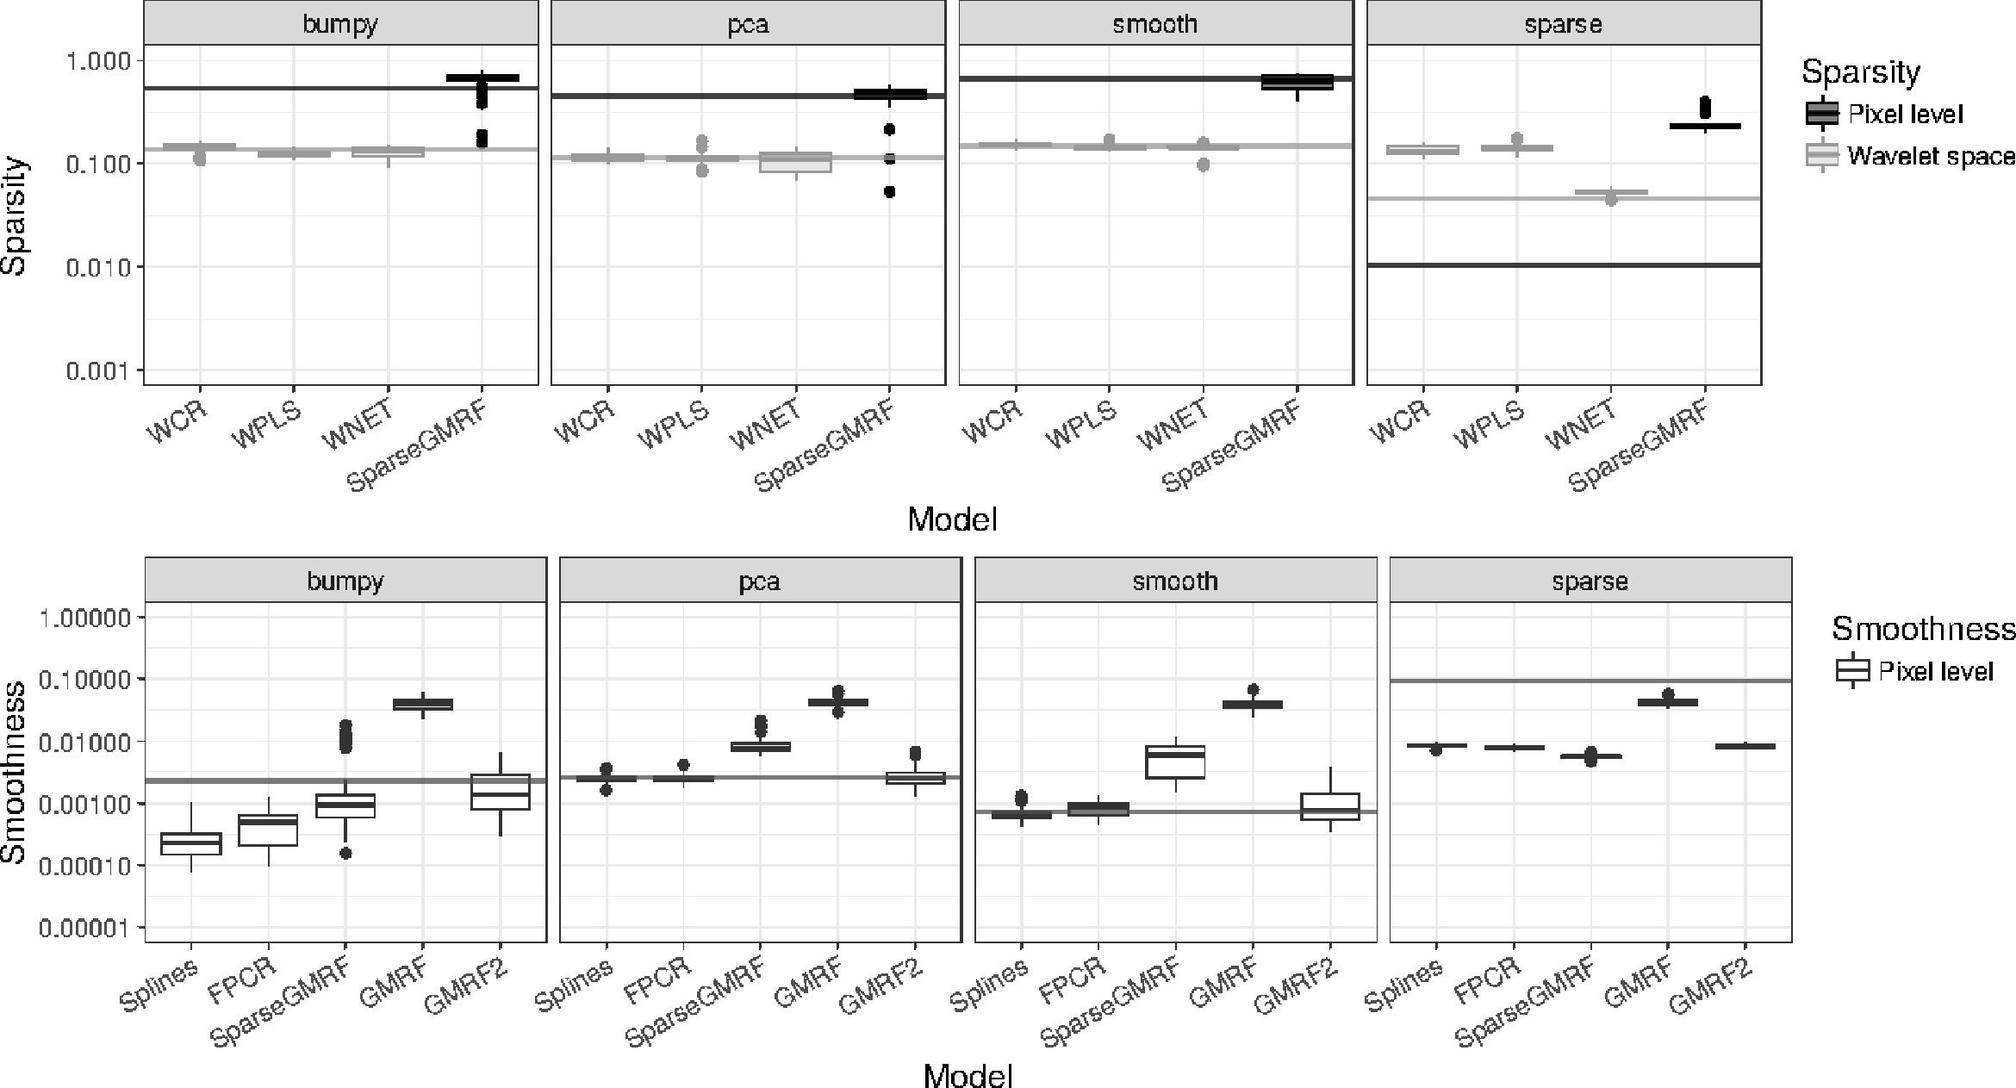 bumpy pca smooth sparse
Sparsity
1.000
0.100
0.010
0.001
Sparsity
Pixel level
Wavelet space
WCR WPLS WNET SparseGMRF WCR WPLS WNET SparseGMRF WCR WPLS WNET SparseGMRF WCR WPLS WNET SparseGMRF
Model
bumpy pca smooth sparse
Smoothness
1.00000
0.10000
0.01000
0.00100
0.00010
0.00001
Smoothness
Pixel level
Splines FPCR SparseGMRF GMRF GMRF2 Splines FPCR SparseGMRF GMRF GMRF2 Splines FPCR SparseGMRF GMRF GMRF2 Splines FPCR SparseGMRF GMRF GMRF2
Model